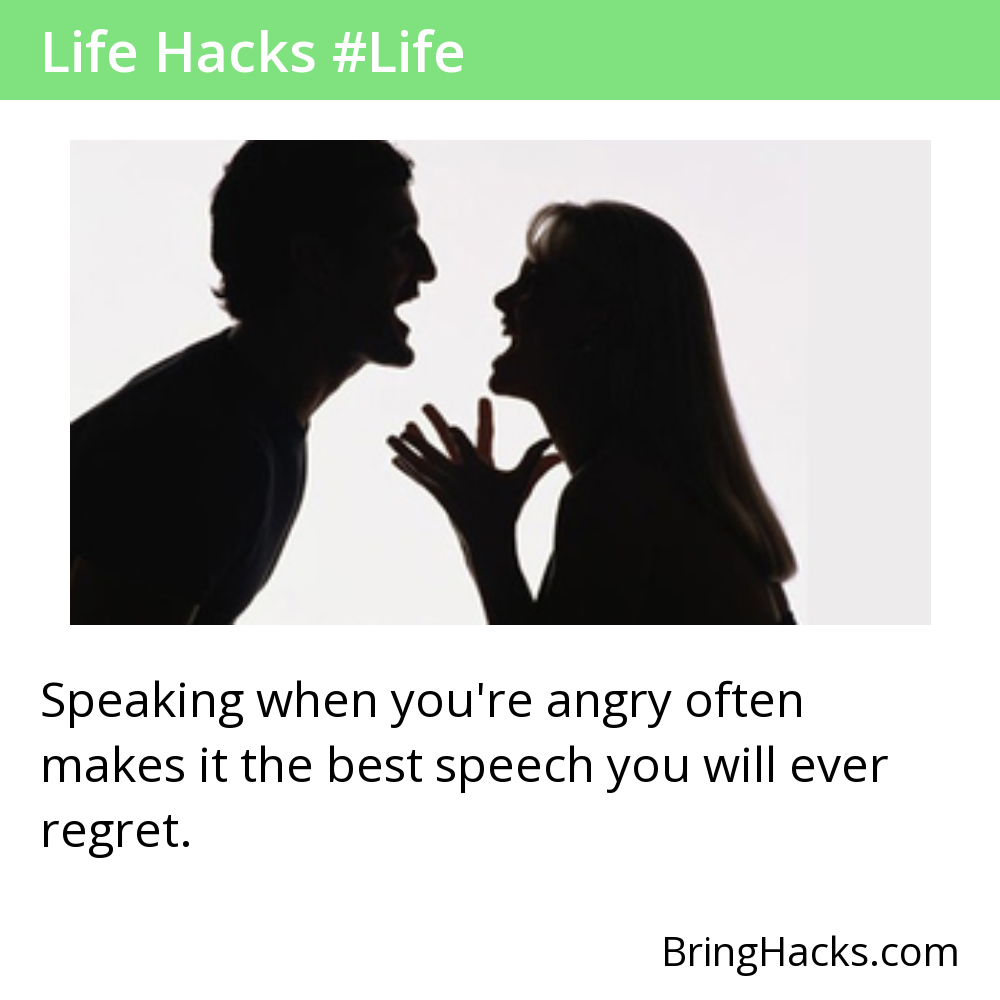 Life Hacks #Life
Speaking when you're angry often
makes it the best speech you will ever
regret.
BringHacks.com